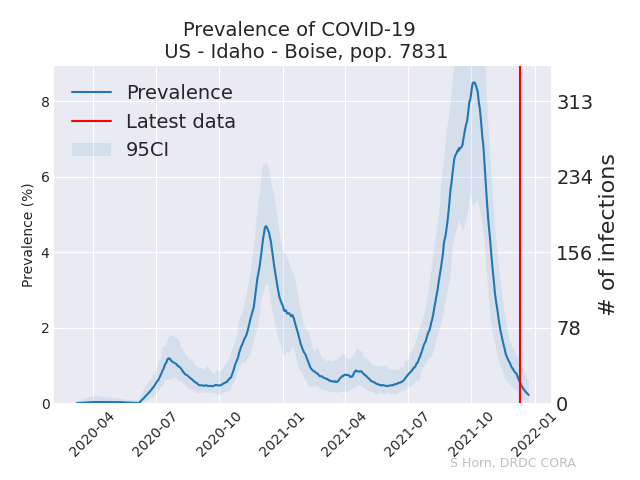 Prevalence of COVID-19
US - Idaho - Boise, pop. 7831
Prevalence
Latest data
95CI
Prevalence (%)
8
6
4
2
0
313
234
156
78
0
# of infections
2020-04
2020-07
2020-10
2021-01
2021-04
2021-07
2021-10
2022-01
S Horn, DRDC CORA